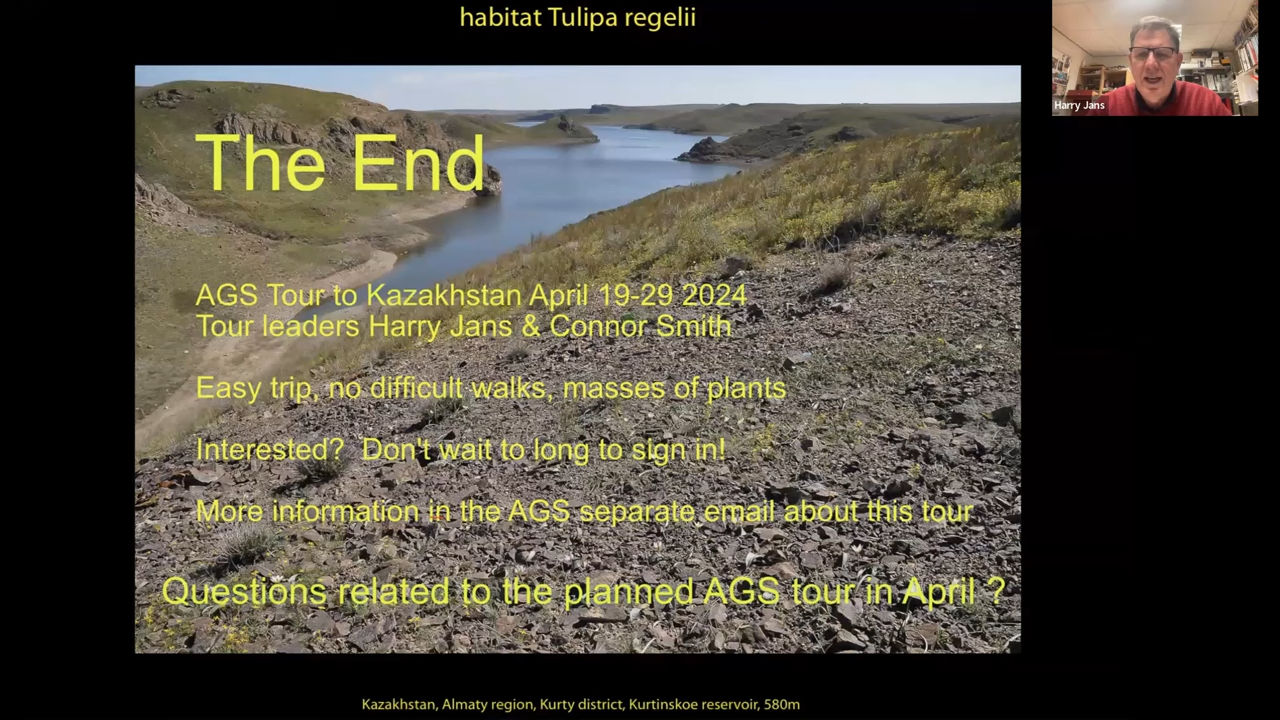 habitat Tulipa regelii
Harry Jans
The End
AGS Tour to Kazakhstan April 19-29 2024
Tour leaders Harry Jans & Connor Smith
Easy trip, no difficult walks, masses of plants
Interested?  Don't wait to long to sign in!
More information in the AGS separate email about this tour
Questions related to the planned AGS tour in April ?
Kazakhstan, Almaty region, Kurty district, Kurtinskoe reservoir, 580m